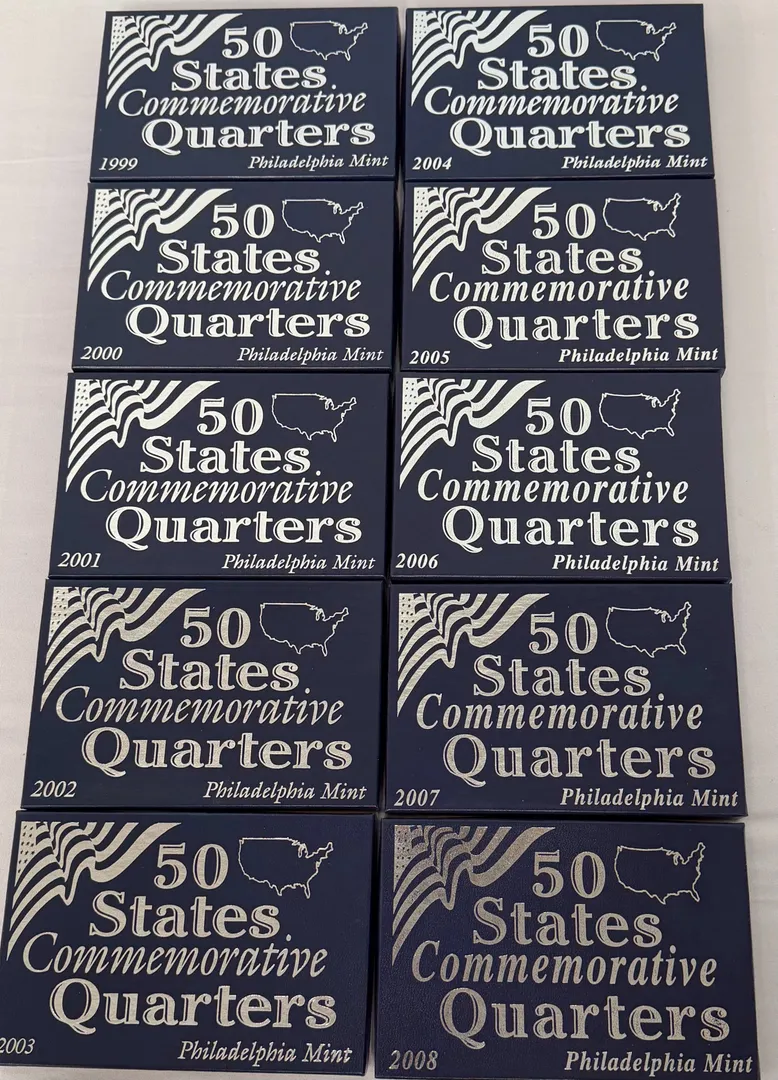 50
States
Commemorative
Quarters
1999 Philadelphia Mint
50
States
Commemorative
Quarters
2004 Philadelphia Mint
50
States
Commemorative
Quarters
2000 Philadelphia Mint
50
States
Commemorative
Quarters
2005 Philadelphia Mint
50
States
Commemorative
Quarters
2001 Philadelphia Mint
50
States
Commemorative
Quarters
2006 Philadelphia Mint
50
States
Commemorative
Quarters
2002 Philadelphia Mint
50
States
Commemorative
Quarters
2007 Philadelphia Mint
50
States
Commemorative
Quarters
2003 Philadelphia Mint
50
States
Commemorative
Quarters
2008 Philadelphia Mint